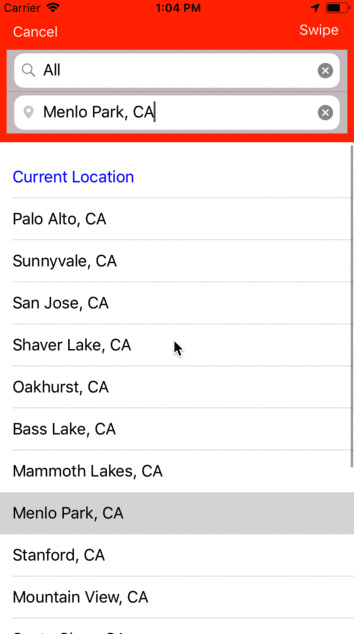 Carrier 1:04 PM
Cancel Swipe
All
Menlo Park, CA
Current Location
Palo Alto, CA
Sunnyvale, CA
San Jose, CA
Shaver Lake, CA
Oakhurst, CA
Bass Lake, CA
Mammoth Lakes, CA
Menlo Park, CA
Stanford, CA
Mountain View, CA